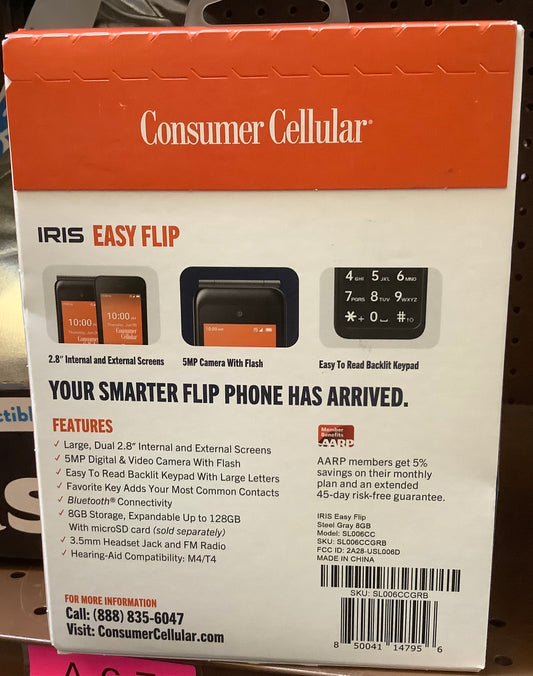 Consumer Cellular®
IRIS EASY FLIP
10:00 AM
10:00 AM
Consumer
Cellular
10:00 AM
4 GHI 5 JKL 6 MNO
7 PQRS 8 TUV 9 WXYZ
*+ 0 #
2.8" Internal and External Screens
5MP Camera With Flash
Easy To Read Backlit Keypad
YOUR SMARTER FLIP PHONE HAS ARRIVED.
FEATURES
✓ Large, Dual 2.8" Internal and External Screens
✓ 5MP Digital & Video Camera With Flash
✓ Easy To Read Backlit Keypad With Large Letters
✓ Favorite Key Adds Your Most Common Contacts
✓ Bluetooth® Connectivity
✓ 8GB Storage, Expandable Up to 128GB
With microSD card (sold separately)
✓ 3.5mm Headset Jack and FM Radio
✓ Hearing-Aid Compatibility: M4/T4
Member
Benefits
AARP
AARP members get 5%
savings on their monthly
plan and an extended
45-day risk-free guarantee.
IRIS Easy Flip
Steel Gray 8GB
Model: SL006CC
SKU: SL006CCGRB
FCC ID: 2A28-USL006D
MADE IN CHINA
SKU: SL006CCGRB
8 50041 14795 6
FOR MORE INFORMATION
Call: (888) 835-6047
Visit: ConsumerCellular.com